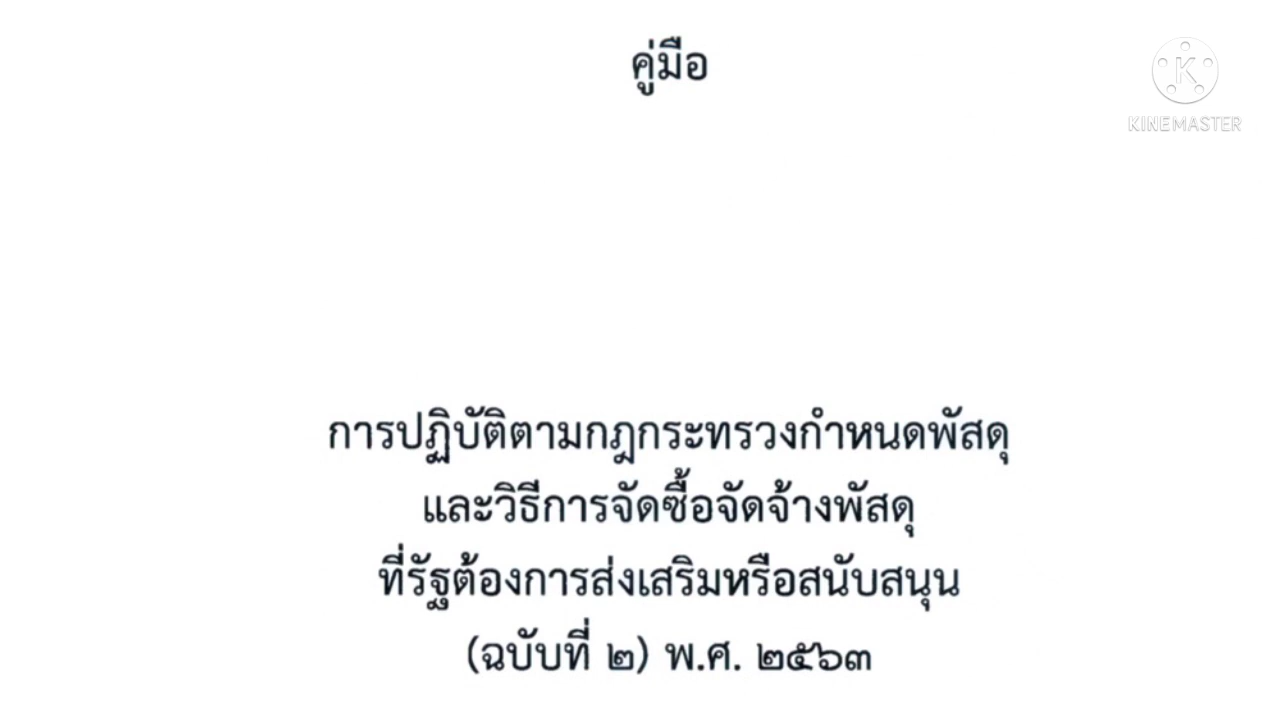 คู่มือ
KINEMASTER
การปฏิบัติตามกฎกระทรวงกำหนดพัสดุ
และวิธีการจัดซื้อจัดจ้างพัสดุ
ที่รัฐต้องการส่งเสริมหรือสนับสนุน
(ฉบับที่ ๒) พ.ศ. ๒๕๖๓